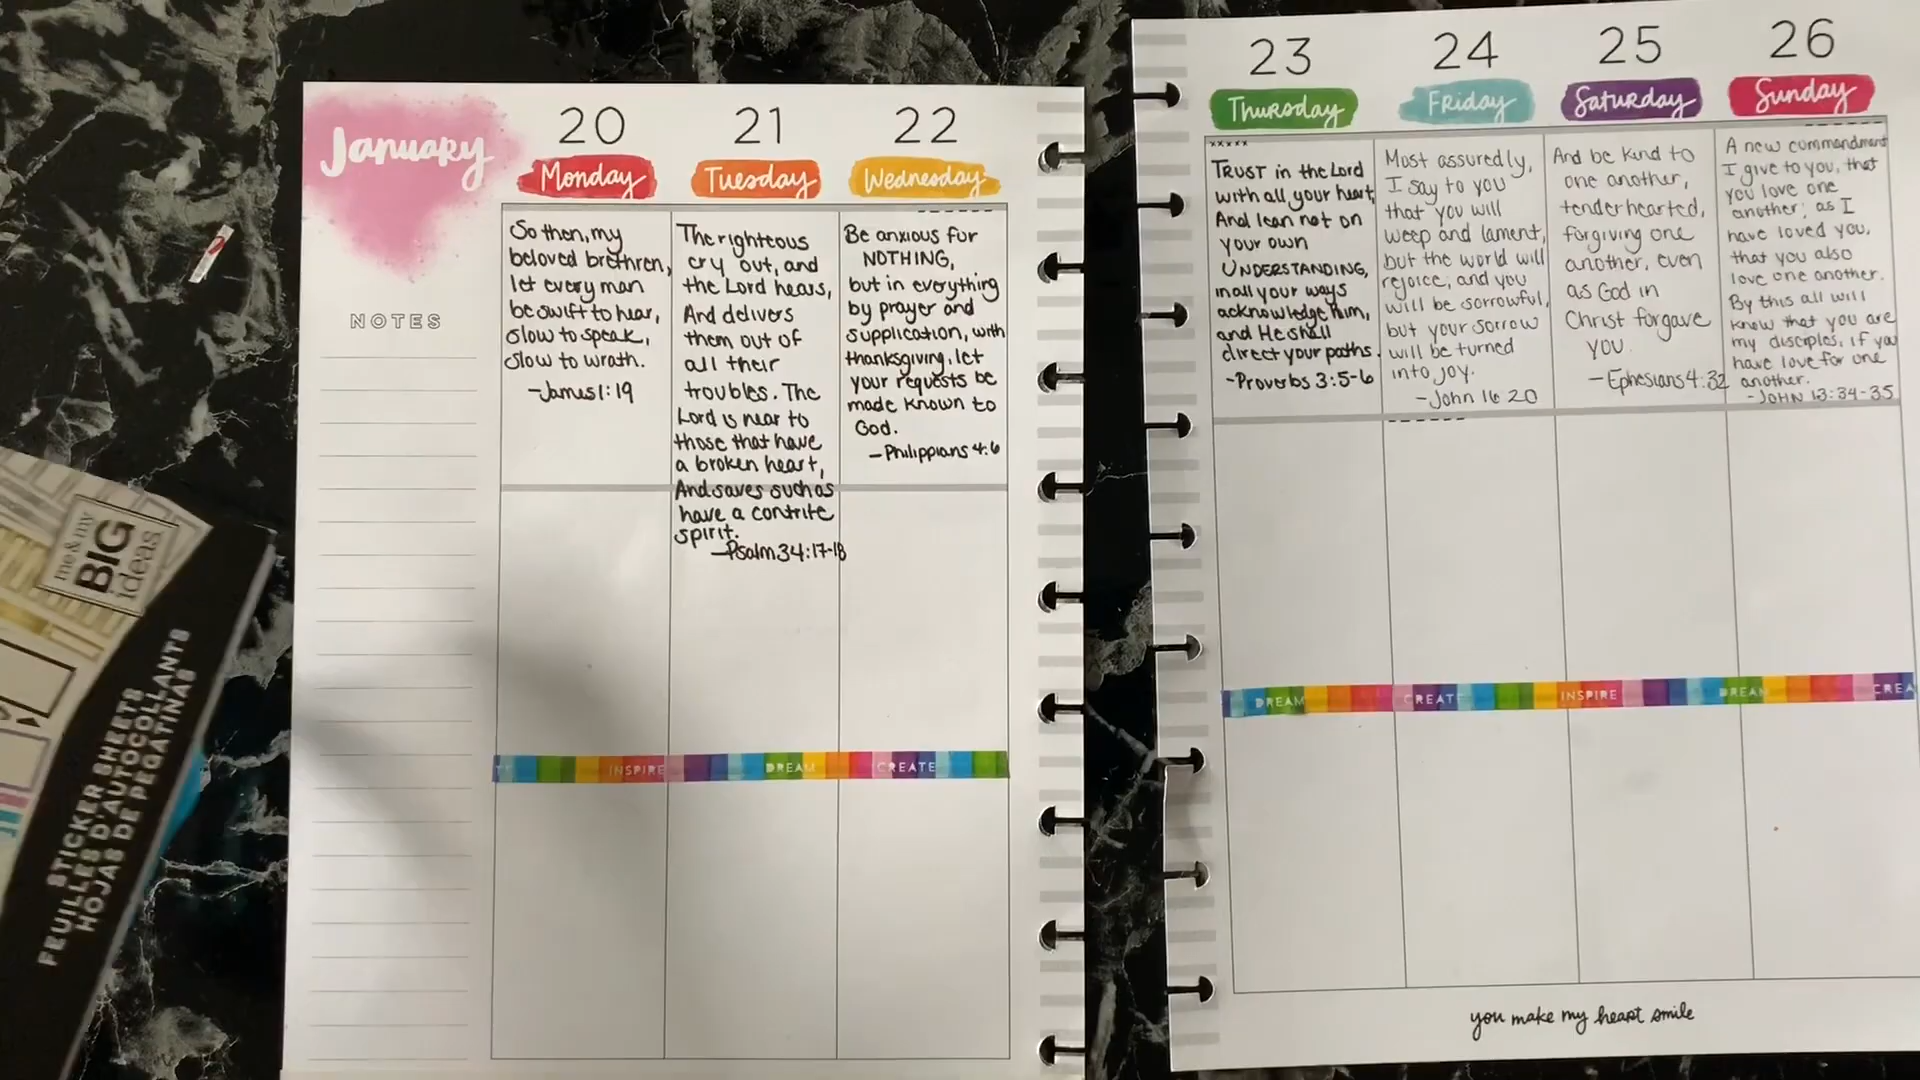 January
NOTES
20
Monday
So then, my
beloved brethren,
let every man
be swift to hear,
slow to speak,
slow to wrath.
-James 1:19
21
Tuesday
The righteous
cry out, and
the Lord hears,
And delivers
them out of
all their
troubles. The
Lord is near to
those that have
a broken heart,
And saves such as
have a contrite
spirit.
-Psalm 34:17-18
22
Wednesday
Be anxious for
NOTHING,
but in everything
by prayer and
supplication, with
thanksgiving, let
your requests be
made known to
God.
-Philippians 4:6
INSPIRE DREAM CREATE
23
Thursday
xxxxx
TRUST in the Lord
with all your heart,
And lean not on
your own
UNDERSTANDING,
in all your ways
acknowledge Him,
and He shall
direct your paths.
-Proverbs 3:5-6
24
Friday
Most assuredly,
I say to you
that you will
weep and lament,
but the world will
rejoice; and you
will be sorrowful,
but your sorrow
will be turned
into joy.
-John 16 20
25
Saturday
And be kind to
one another,
tenderhearted,
forgiving one
another, even
as God in
Christ forgave
you.
-Ephesians 4:32
26
Sunday
A new commandment
I give to you, that
you love one
another; as I
have loved you,
that you also
love one another.
By this all will
know that you are
my disciples, if you
have love for one
another.
-JOHN 13:34-35
DREAM CREATE INSPIRE DREAM CREA
you make my heart smile
me & my
BIG
ideas
STICKER SHEETS
FEUILLES D'AUTOCOLLANTS
HOJAS DE PEGATINAS